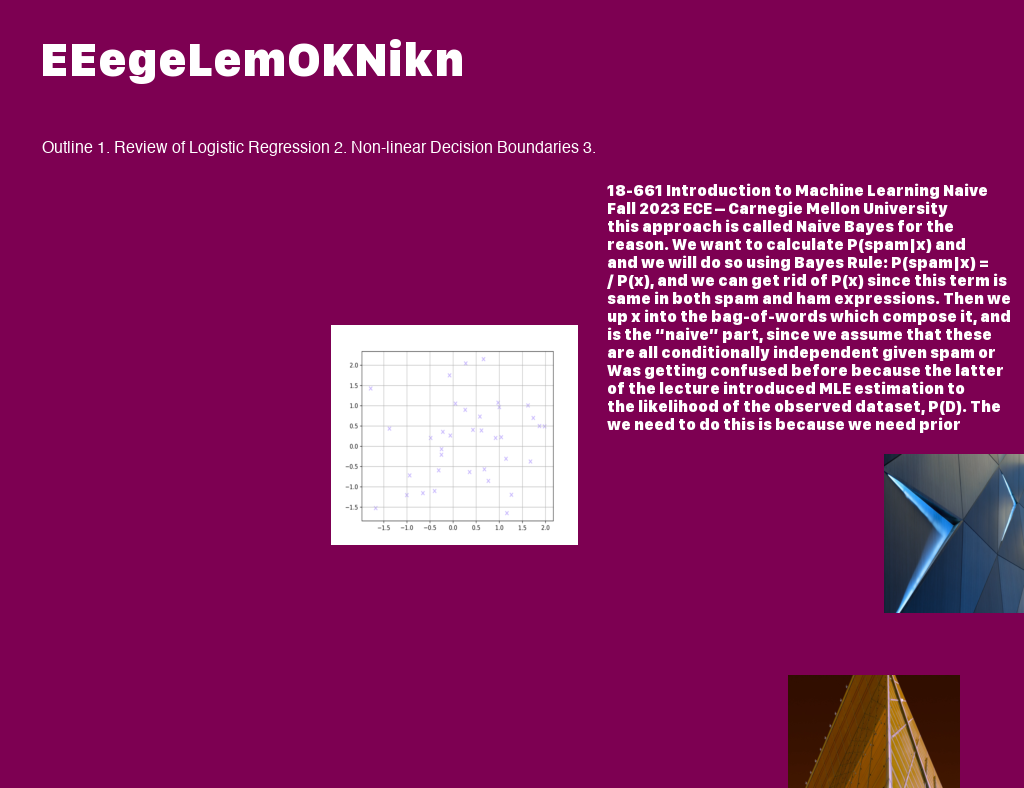 EEegeLemOKNikn
Outline 1. Review of Logistic Regression 2. Non-linear Decision Boundaries 3.
18-661 Introduction to Machine Learning Naive
Fall 2023 ECE – Carnegie Mellon University
this approach is called Naive Bayes for the
reason. We want to calculate P(spam|x) and
and we will do so using Bayes Rule: P(spam|x) =
/ P(x), and we can get rid of P(x) since this term is
same in both spam and ham expressions. Then we
up x into the bag-of-words which compose it, and
is the “naive” part, since we assume that these
are all conditionally independent given spam or
Was getting confused before because the latter
of the lecture introduced MLE estimation to
the likelihood of the observed dataset, P(D). The
we need to do this is because we need prior
2.0
1.5
1.0
0.5
0.0
−0.5
−1.0
−1.5
−1.5 −1.0 −0.5 0.0 0.5 1.0 1.5 2.0